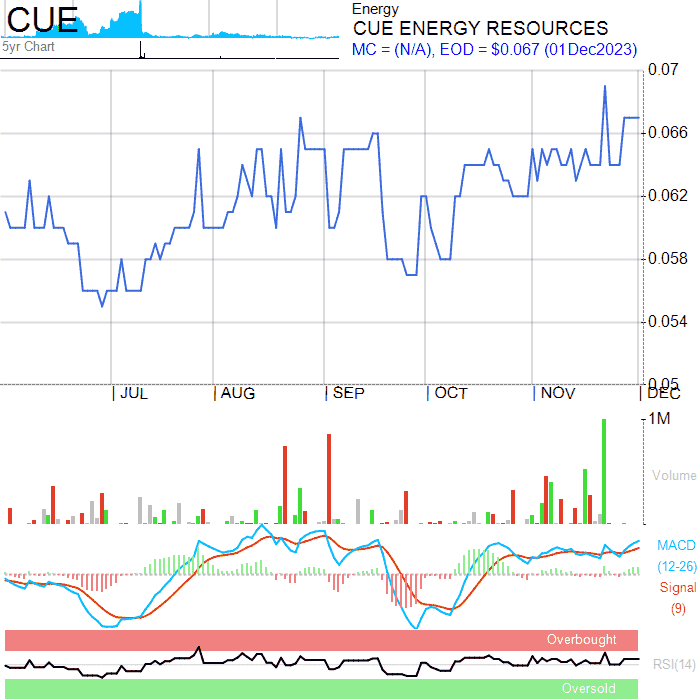 CUE
5yr Chart
Energy
CUE ENERGY RESOURCES
MC = (N/A), EOD = $0.067 (01Dec2023)
0.07
0.066
0.062
0.058
0.054
0.05
JUL AUG SEP OCT NOV DEC
1M
Volume
MACD
(12-26)
Signal
(9)
Overbought
RSI(14)
Oversold